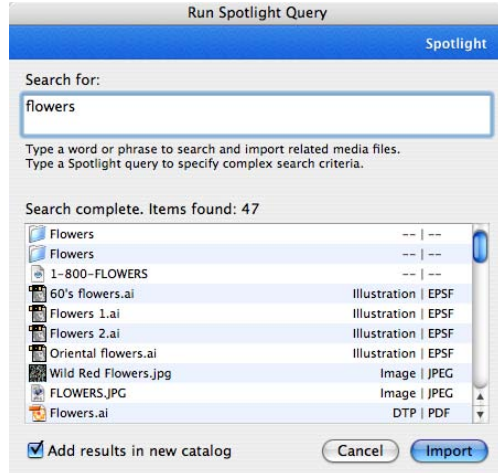 Run Spotlight Query
Spotlight
Search for:
flowers
Type a word or phrase to search and import related media files.
Type a Spotlight query to specify complex search criteria.
Search complete. Items found: 47
Flowers -- | --
Flowers -- | --
1-800-FLOWERS -- | --
60's flowers.ai Illustration | EPSF
Flowers 1.ai Illustration | EPSF
Flowers 2.ai Illustration | EPSF
Oriental flowers.ai Illustration | EPSF
Wild Red Flowers.jpg Image | JPEG
FLOWERS.JPG Image | JPEG
Flowers.ai DTP | PDF
Add results in new catalog Cancel Import